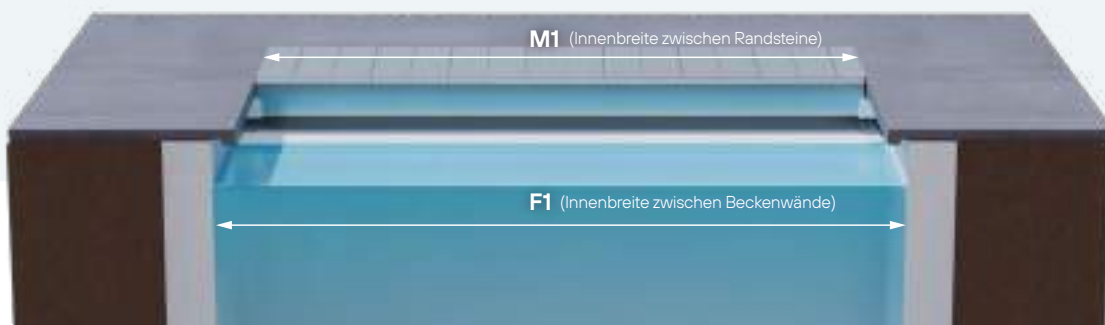 M1 (Innenbreite zwischen Randsteine)
F1 (Innenbreite zwischen Beckenwände)